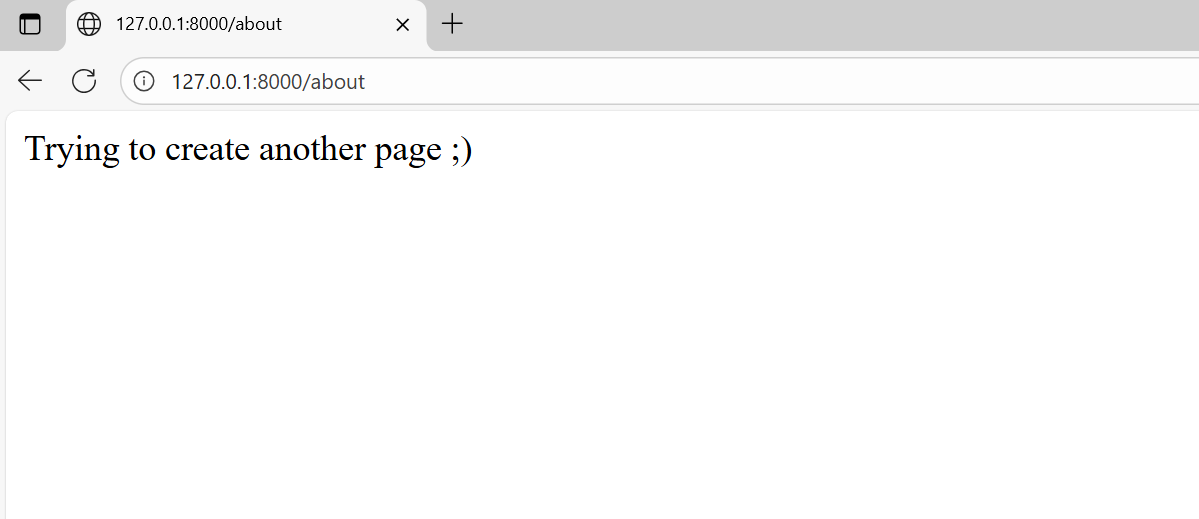 127.0.0.1:8000/about
127.0.0.1:8000/about
Trying to create another page ;)